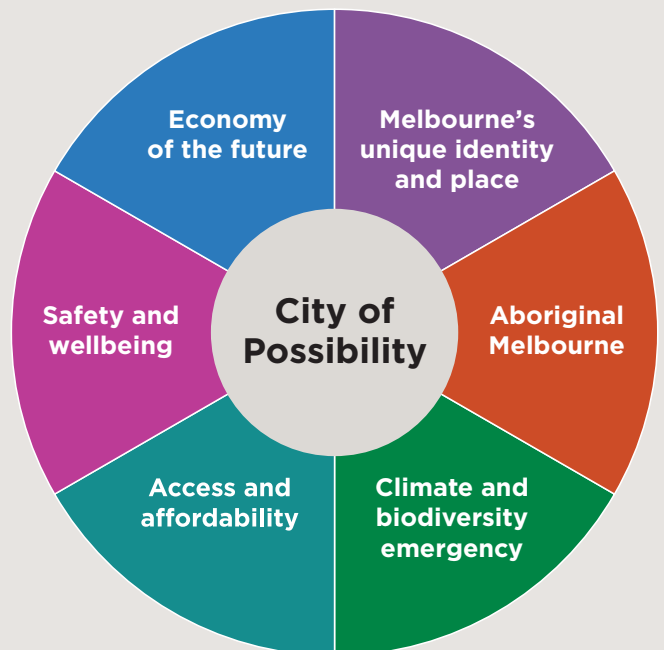 Economy
of the future
Melbourne’s
unique identity
and place
Safety and
wellbeing
City of
Possibility
Aboriginal
Melbourne
Access and
affordability
Climate and
biodiversity
emergency